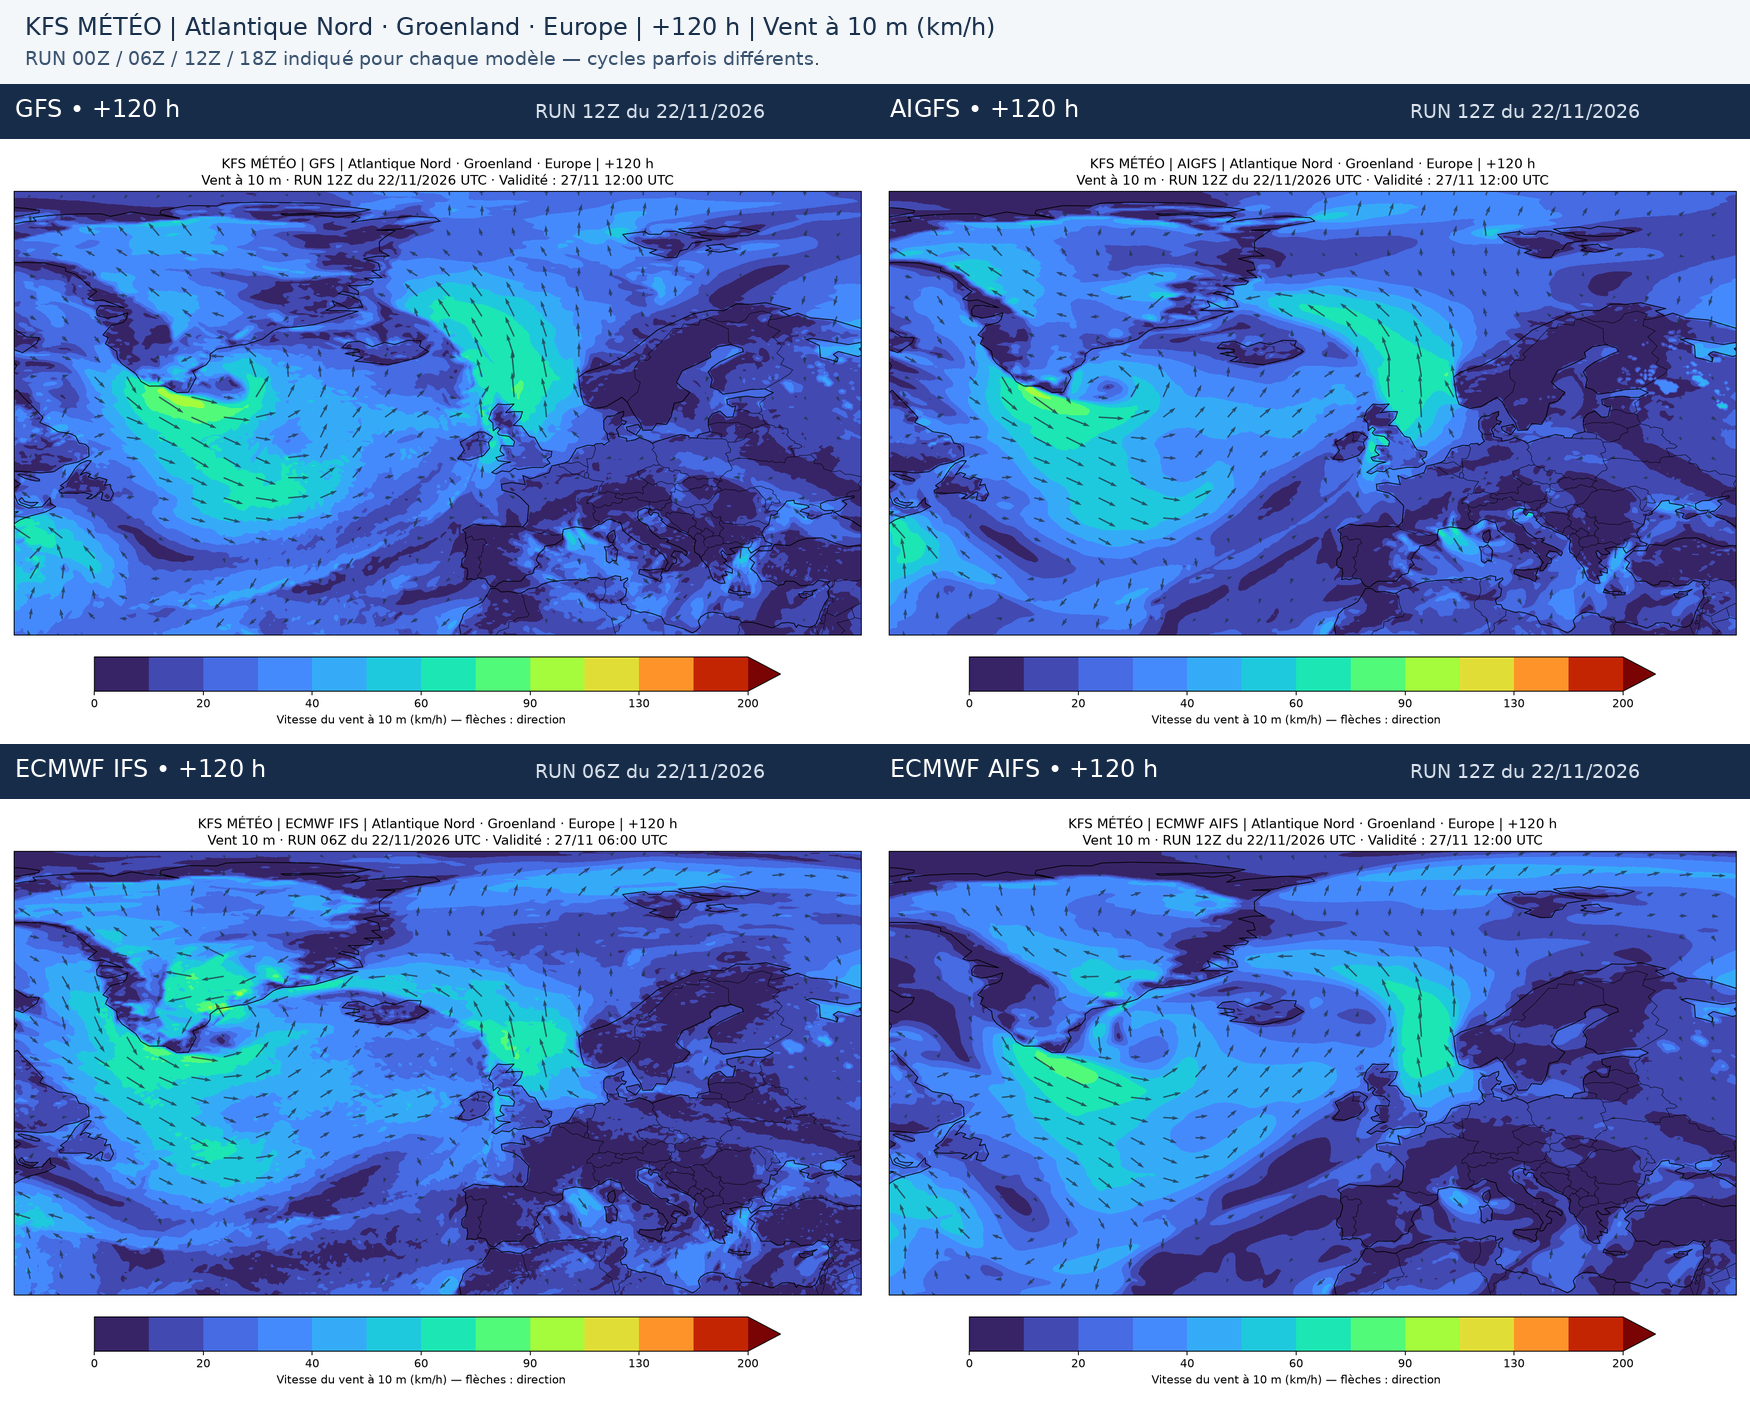 KFS MÉTÉO | Atlantique Nord · Groenland · Europe | +120 h | Vent à 10 m (km/h)
RUN 00Z / 06Z / 12Z / 18Z indiqué pour chaque modèle — cycles parfois différents.
GFS • +120 h RUN 12Z du 22/11/2026
AIGFS • +120 h RUN 12Z du 22/11/2026
KFS MÉTÉO | GFS | Atlantique Nord · Groenland · Europe | +120 h
Vent à 10 m · RUN 12Z du 22/11/2026 UTC · Validité : 27/11 12:00 UTC
0 20 40 60 90 130 200
Vitesse du vent à 10 m (km/h) — flèches : direction
KFS MÉTÉO | AIGFS | Atlantique Nord · Groenland · Europe | +120 h
Vent à 10 m · RUN 12Z du 22/11/2026 UTC · Validité : 27/11 12:00 UTC
0 20 40 60 90 130 200
Vitesse du vent à 10 m (km/h) — flèches : direction
ECMWF IFS • +120 h RUN 06Z du 22/11/2026
ECMWF AIFS • +120 h RUN 12Z du 22/11/2026
KFS MÉTÉO | ECMWF IFS | Atlantique Nord · Groenland · Europe | +120 h
Vent 10 m · RUN 06Z du 22/11/2026 UTC · Validité : 27/11 06:00 UTC
0 20 40 60 90 130 200
Vitesse du vent à 10 m (km/h) — flèches : direction
KFS MÉTÉO | ECMWF AIFS | Atlantique Nord · Groenland · Europe | +120 h
Vent 10 m · RUN 12Z du 22/11/2026 UTC · Validité : 27/11 12:00 UTC
0 20 40 60 90 130 200
Vitesse du vent à 10 m (km/h) — flèches : direction